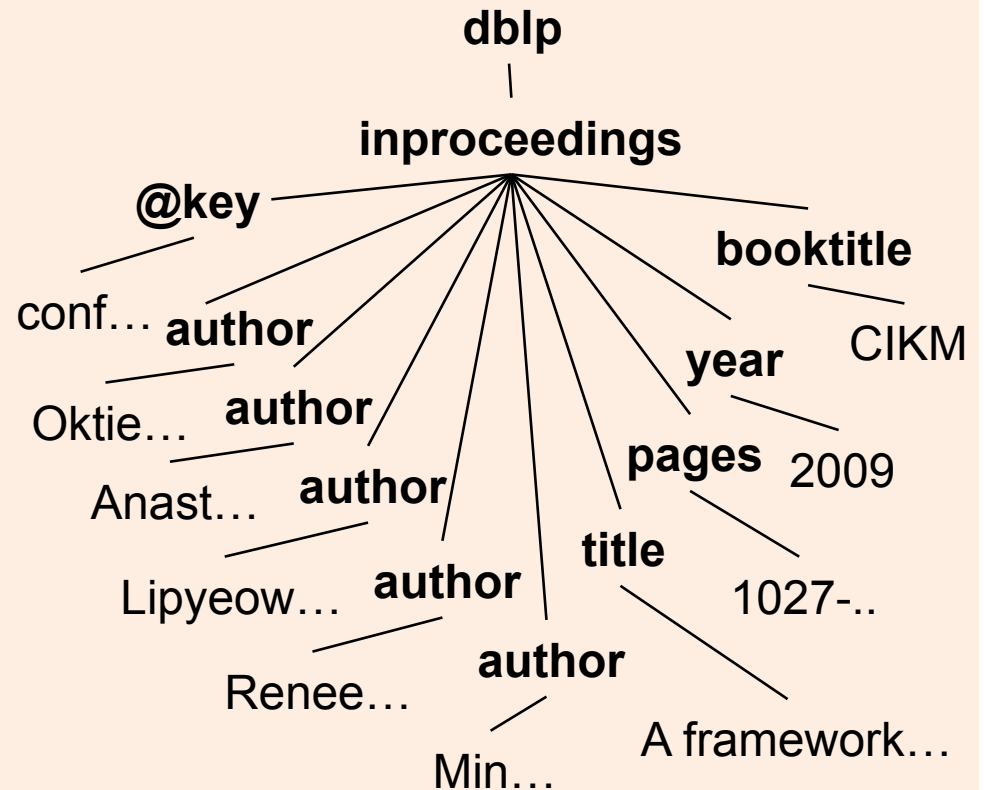 dblp
inproceedings
@key
booktitle
conf…
author
CIKM
year
Oktie…
author
pages
2009
Anast…
author
title
Lipyeow…
author
1027-..
author
Renee…
A framework…
Min…